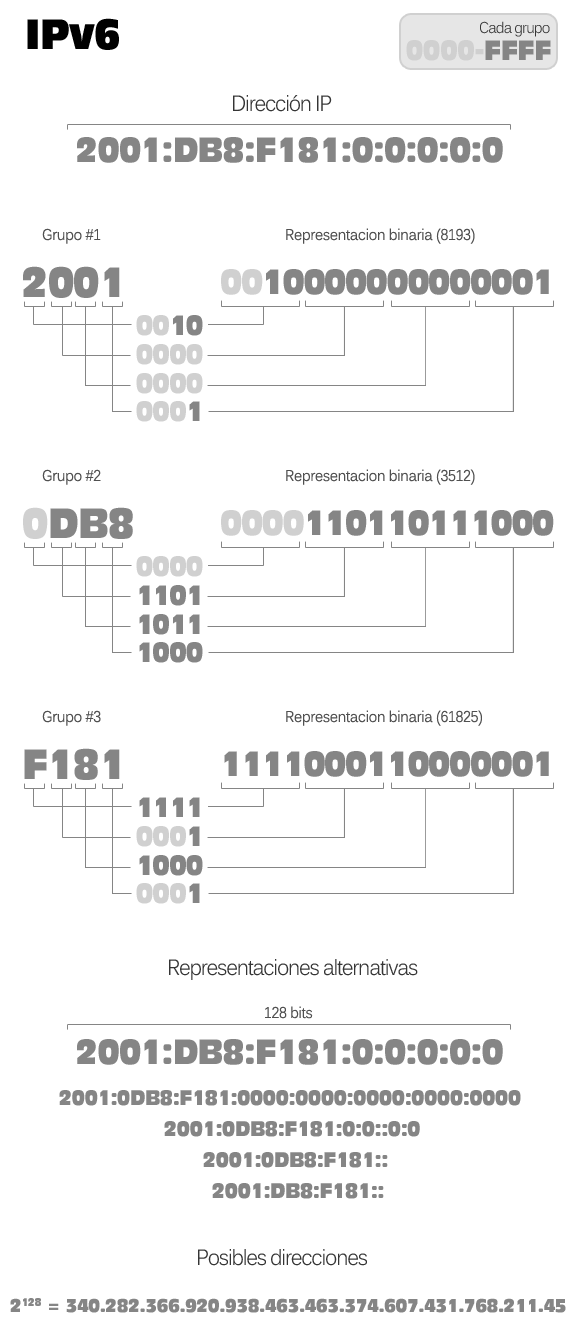 IPv6
Cada grupo
0000-FFFF
Dirección IP
2001:DB8:F181:0:0:0:0:0
Grupo #1 Representacion binaria (8193)
2001 0010000000000001
0010
0000
0000
0001
Grupo #2 Representacion binaria (3512)
0DB8 0000110110111000
0000
1101
1011
1000
Grupo #3 Representacion binaria (61825)
F181 1111000110000001
1111
0001
1000
0001
Representaciones alternativas
128 bits
2001:DB8:F181:0:0:0:0:0
2001:0DB8:F181:0000:0000:0000:0000:0000
2001:0DB8:F181:0:0::0:0
2001:0DB8:F181::
2001:DB8:F181::
Posibles direcciones
2¹²⁸ = 340.282.366.920.938.463.463.374.607.431.768.211.45